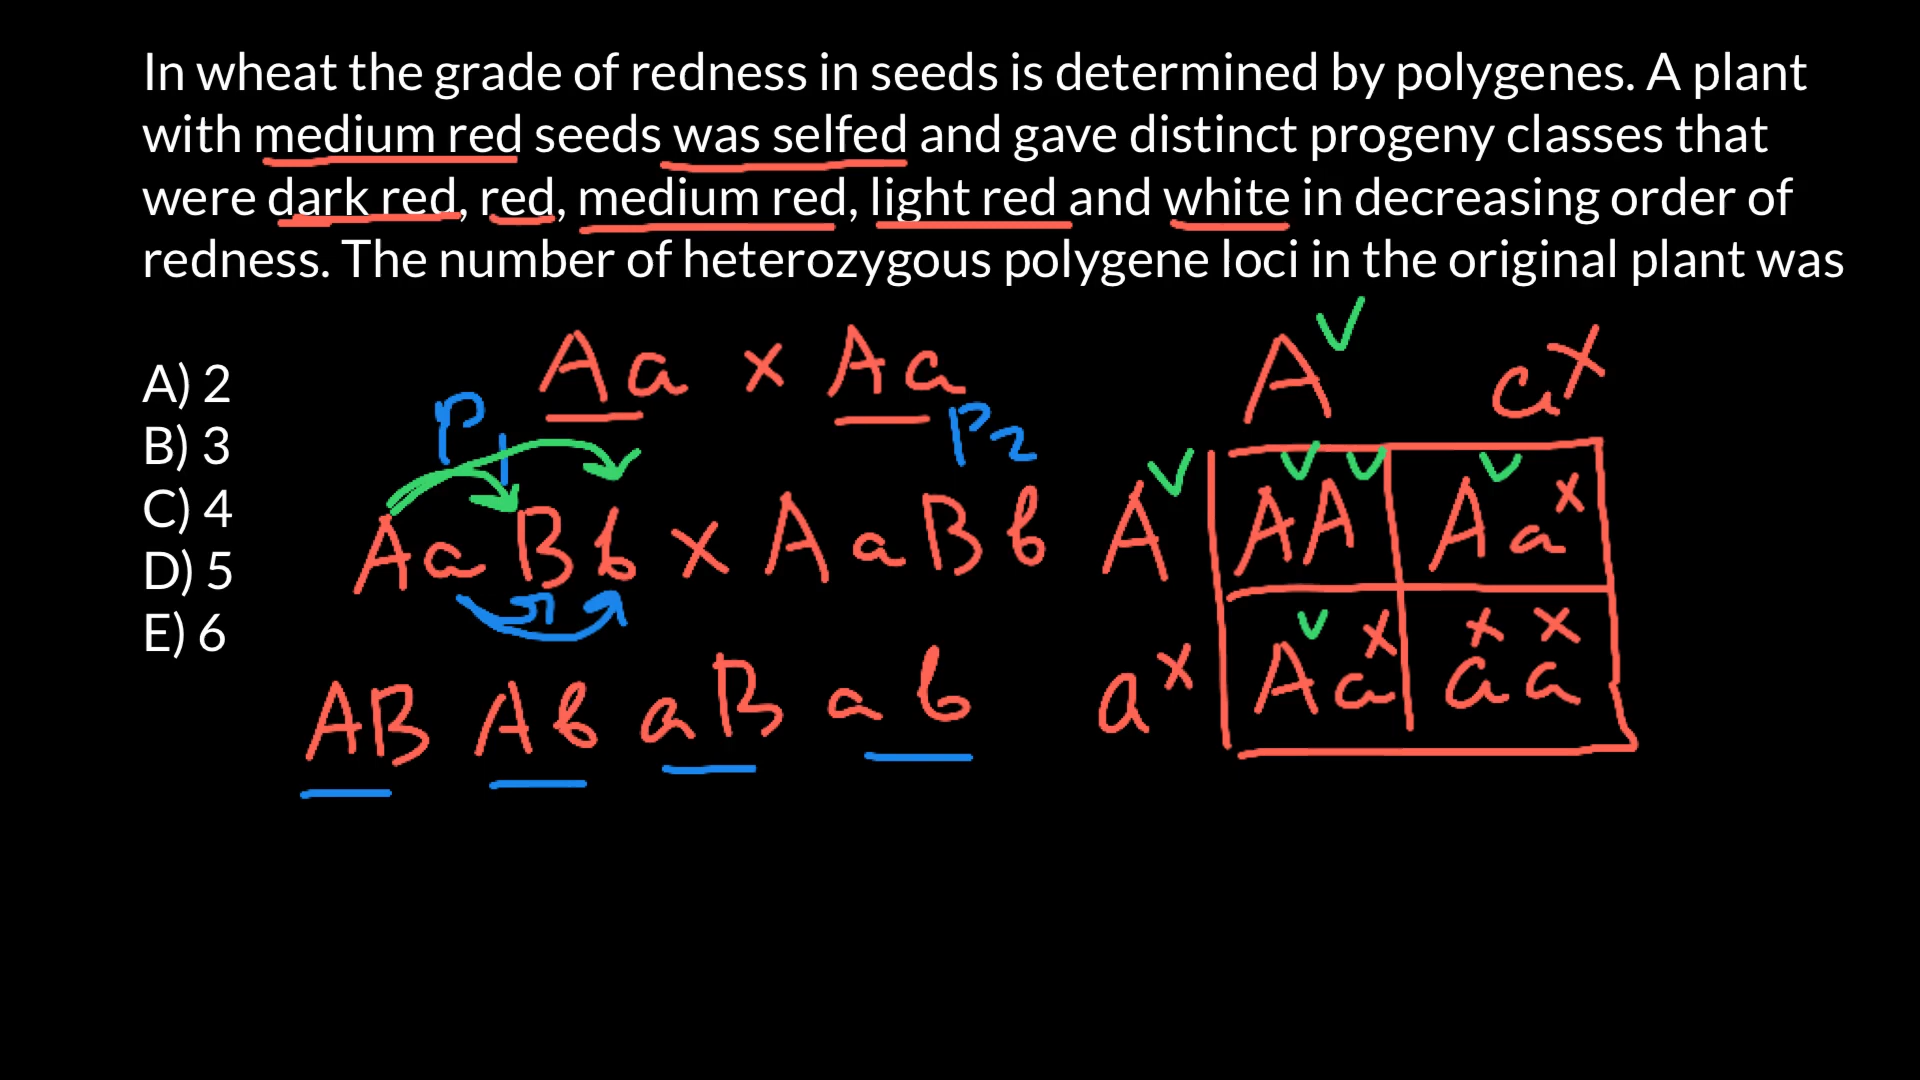 In wheat the grade of redness in seeds is determined by polygenes. A plant
with medium red seeds was selfed and gave distinct progeny classes that
were dark red, red, medium red, light red and white in decreasing order of
redness. The number of heterozygous polygene loci in the original plant was
A) 2
B) 3
C) 4
D) 5
E) 6
Aa x Aa
P1 P2
AaBb x AaBb
AB Ab aB ab
A a
A AA Aa
a Aa aa